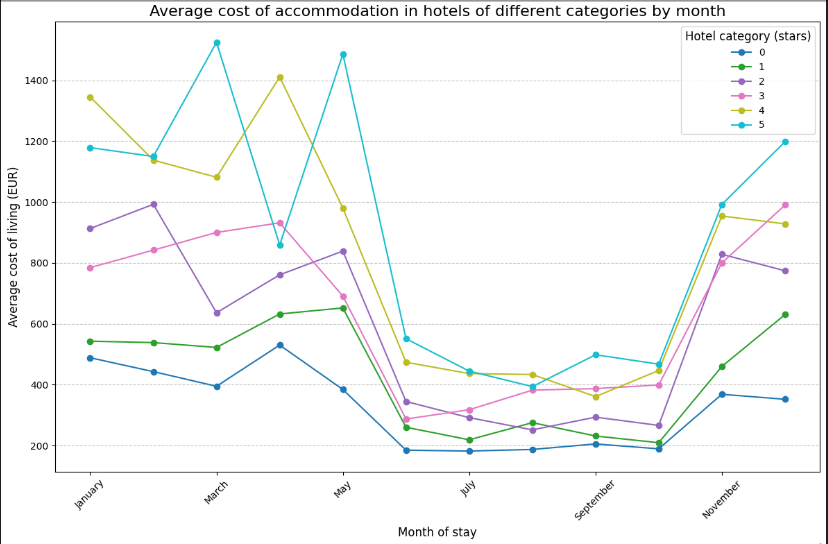 Average cost of accommodation in hotels of different categories by month
Hotel category (stars)
0
1
2
3
4
5
Average cost of living (EUR)
1400
1200
1000
800
600
400
200
January
March
May
July
September
November
Month of stay